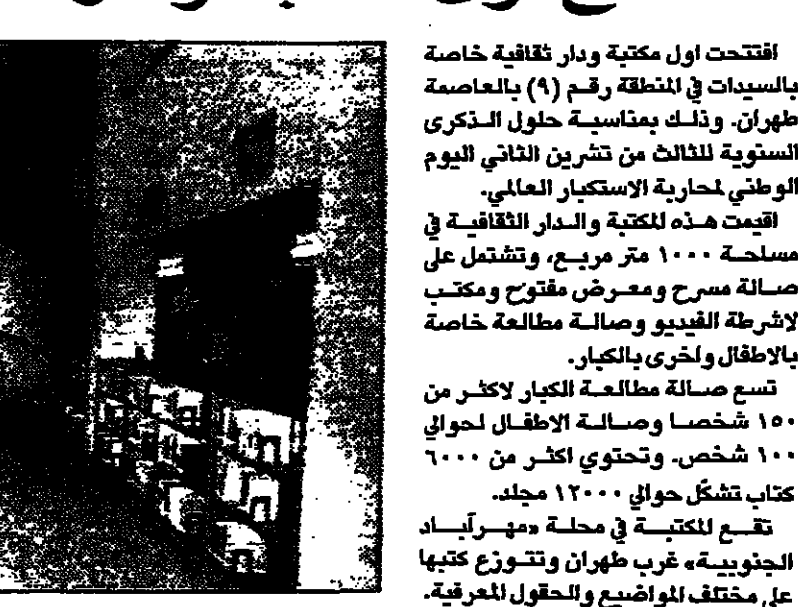 افتتحت اول مكتبة ودار ثقافية خاصة
بالسيدات في المنطقة رقم (٩) بالعاصمة
طهران. وذلك بمناسبة حلول الذكرى
السنوية للثالث من تشرين الثاني اليوم
الوطني لمحاربة الاستكبار العالمي.
اقيمت هذه المكتبة والدار الثقافية في
مساحة ١٠٠٠ متر مربع، وتشتمل على
صالة مسرح ومعرض مفتوح ومكتب
لاشرطة الفيديو وصالة مطالعة خاصة
بالاطفال واخرى بالكبار.
تسع صالة مطالعة الكبار لاكثر من
١٥٠ شخصا وصالة الاطفال لحوالي
١٠٠ شخص. وتحتوي اكثر من ٦٠٠٠
كتاب تشكّل حوالي ١٢٠٠٠ مجلد.
تقع المكتبة في محلة «مهرآباد
الجنوبية» غرب طهران وتتوزع كتبها
على مختلف المواضيع والحقول المعرفية.